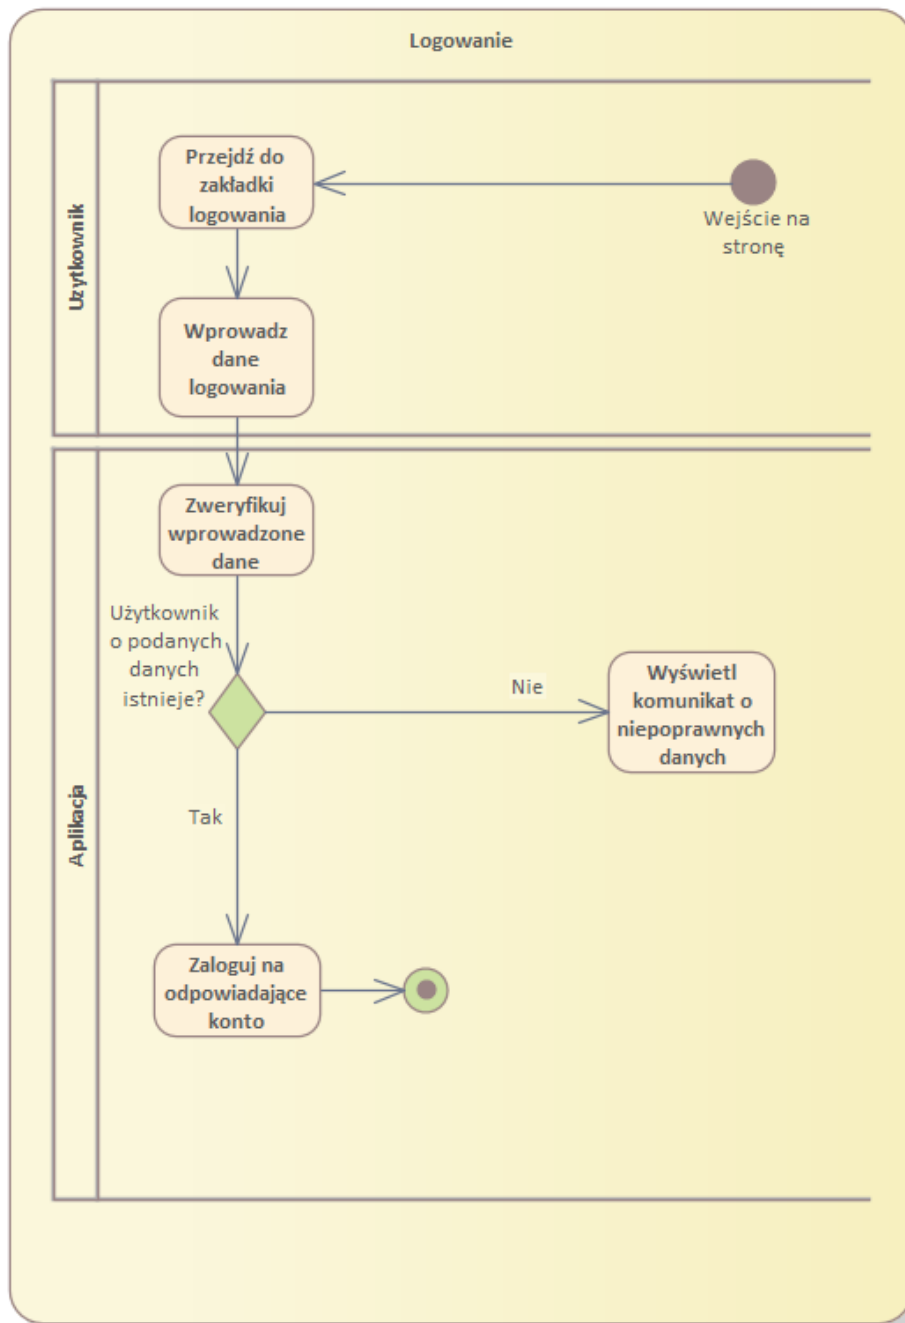 Logowanie
Użytkownik
Przejdź do
zakładki
logowania
Wejście na
stronę
Wprowadz
dane
logowania
Aplikacja
Zweryfikuj
wprowadzone
dane
Użytkownik
o podanych
danych
istnieje?
Nie
Wyświetl
komunikat o
niepoprawnych
danych
Tak
Zaloguj na
odpowiadające
konto